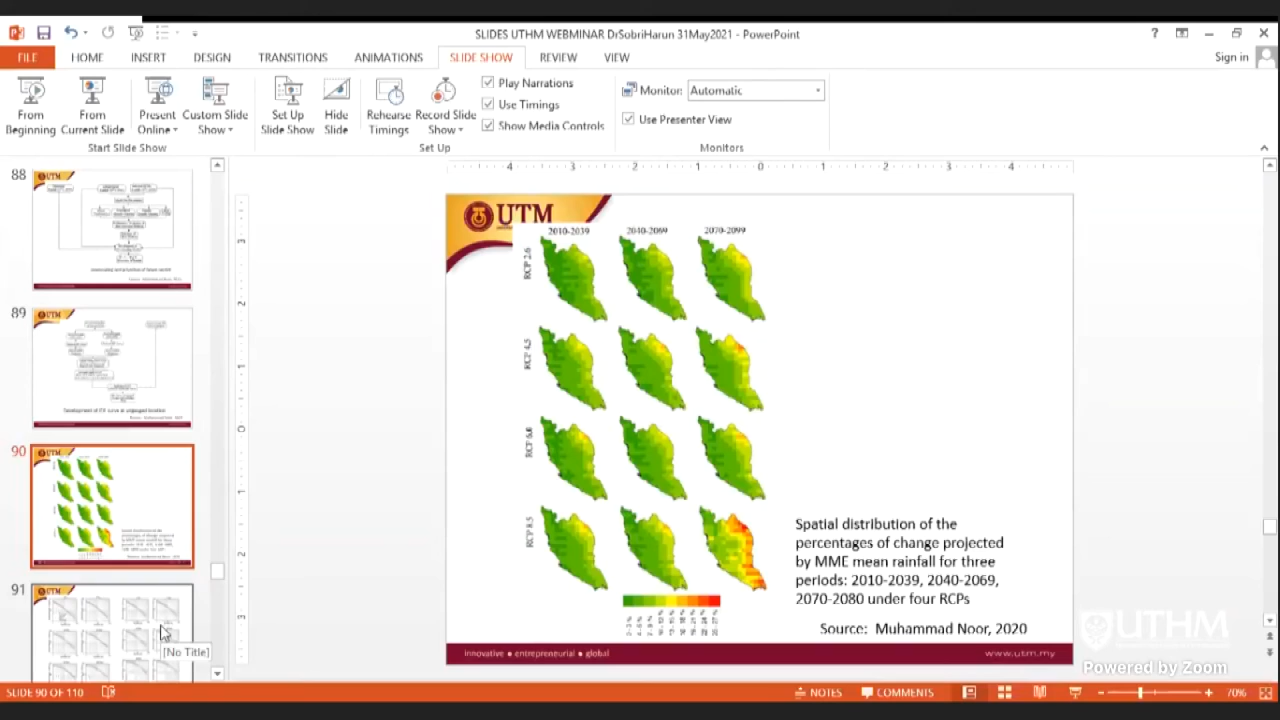 SLIDES UTHM WEBMINAR DrSobriHarun 31May2021 - PowerPoint
Sign in
FILE HOME INSERT DESIGN TRANSITIONS ANIMATIONS SLIDE SHOW REVIEW VIEW
From Beginning
From Current Slide
Present Online
Custom Slide Show
Start Slide Show
Set Up Slide Show
Hide Slide
Rehearse Timings
Record Slide Show
Play Narrations
Use Timings
Show Media Controls
Set Up
Monitor: Automatic
Use Presenter View
Monitors
88
89
90
91
[No Title]
UTM
2010-2039 2040-2069 2070-2099
RCP 2.6
RCP 4.5
RCP 6.0
RCP 8.5
Spatial distribution of the
percentages of change projected
by MME mean rainfall for three
periods: 2010-2039, 2040-2069,
2070-2080 under four RCPs
Source: Muhammad Noor, 2020
innovative ● entrepreneurial ● global
www.utm.my
UTHM
Powered by Zoom
SLIDE 90 OF 110
NOTES COMMENTS
70%